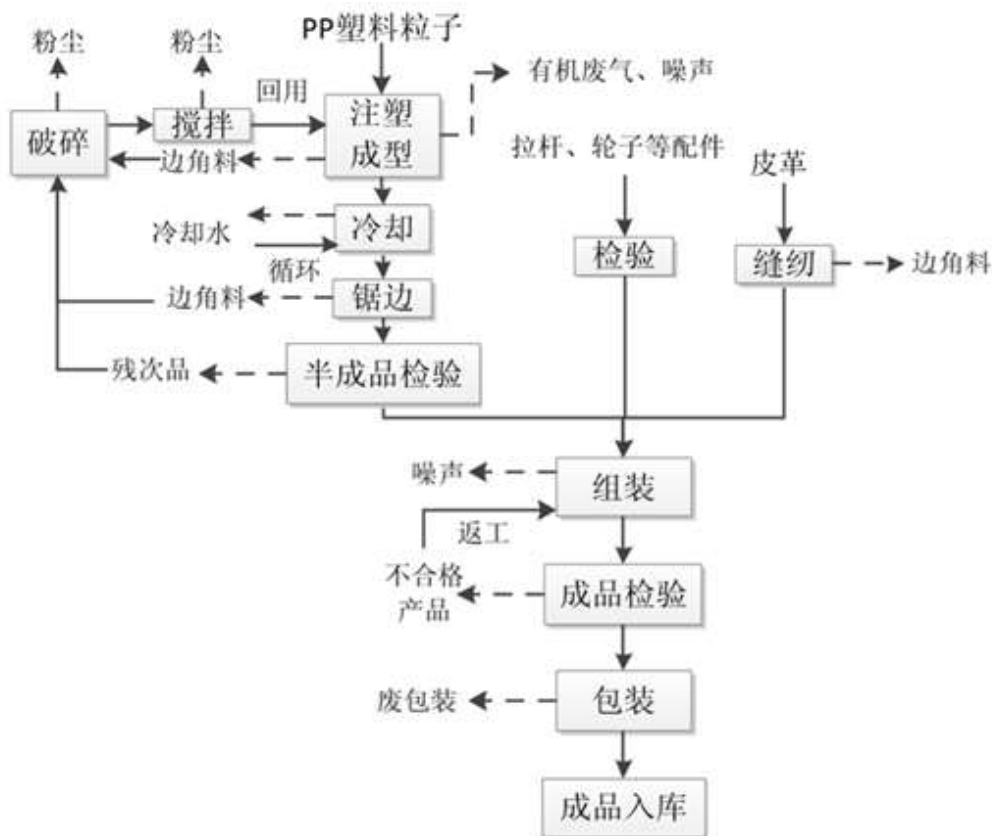 PP塑料粒子
粉尘
粉尘
有机废气、噪声
回用
破碎
搅拌
注塑
成型
边角料
拉杆、轮子等配件
皮革
冷却水
冷却
检验
缝纫
边角料
循环
边角料
锯边
残次品
半成品检验
噪声
组装
返工
不合格
产品
成品检验
废包装
包装
成品入库